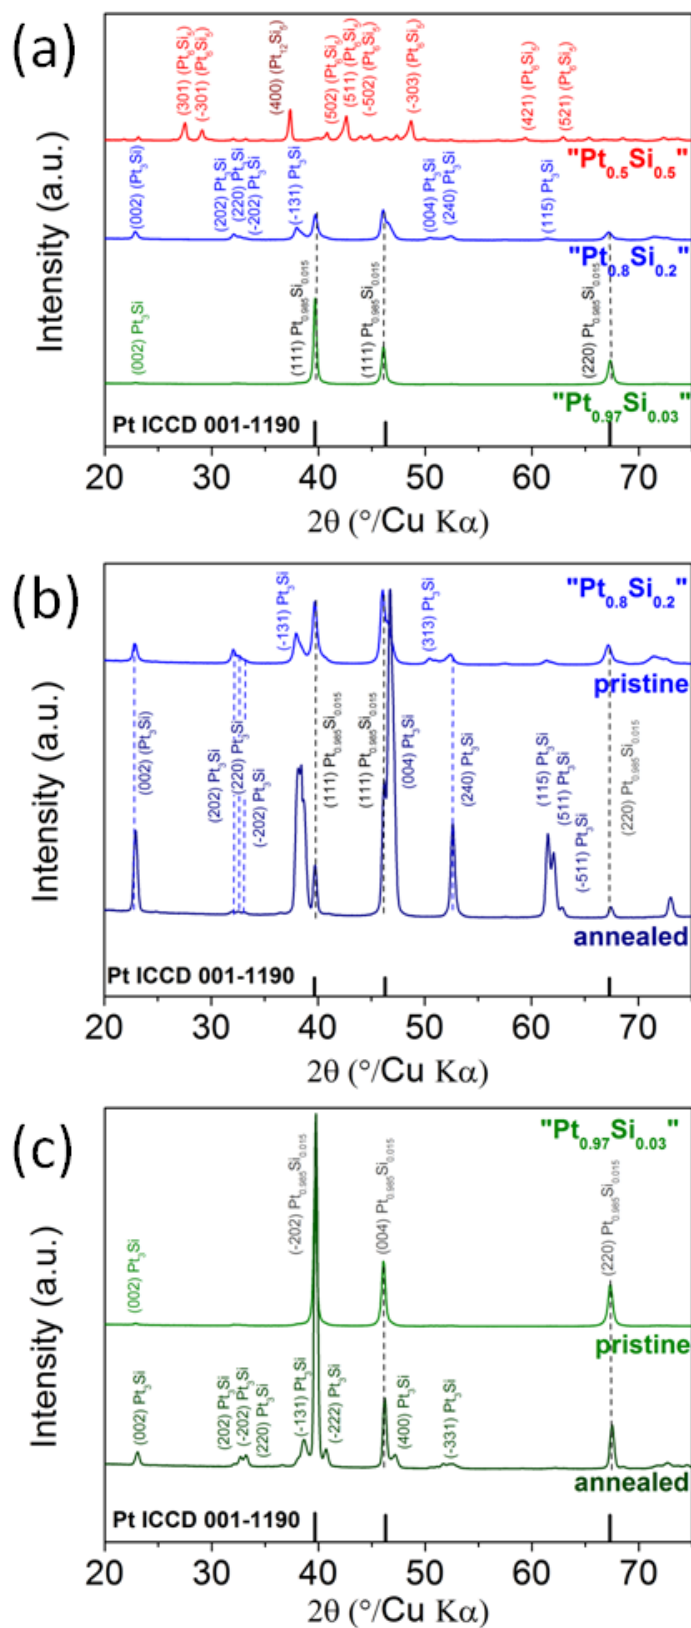 (a)
Intensity (a.u.)
(301) (Pt6Si5)
(-301) (Pt6Si5)
(400) (Pt12Si5)
(502) (Pt6Si5)
(511) (Pt6Si5)
(-502) (Pt6Si5)
(-303) (Pt6Si5)
(421) (Pt6Si5)
(521) (Pt6Si5)
"Pt0.5Si0.5"
(002) (Pt3Si)
(202) Pt3Si
(220) Pt3Si
(-202) Pt3Si
(-131) Pt3Si
(004) Pt3Si
(240) Pt3Si
(115) Pt3Si
"Pt0.8Si0.2"
(002) Pt3Si
(111) Pt0.985Si0.015
(111) Pt0.985Si0.015
(220) Pt0.985Si0.015
"Pt0.97Si0.03"
Pt ICCD 001-1190
20 30 40 50 60 70
2θ (°/Cu Kα)
(b)
Intensity (a.u.)
"Pt0.8Si0.2"
(-131) Pt3Si
(313) Pt3Si
pristine
(002) (Pt3Si)
(202) Pt3Si
(220) Pt3Si
(-202) Pt3Si
(111) Pt0.985Si0.015
(111) Pt0.985Si0.015
(004) Pt3Si
(240) Pt3Si
(115) Pt3Si
(511) Pt3Si
(-511) Pt3Si
(220) Pt0.985Si0.015
annealed
Pt ICCD 001-1190
20 30 40 50 60 70
2θ (°/Cu Kα)
(c)
Intensity (a.u.)
"Pt0.97Si0.03"
(002) Pt3Si
(-202) Pt0.985Si0.015
(004) Pt0.985Si0.015
(220) Pt0.985Si0.015
pristine
(002) Pt3Si
(202) Pt3Si
(-202) Pt3Si
(220) Pt3Si
(-131) Pt3Si
(-222) Pt3Si
(400) Pt3Si
(-331) Pt3Si
annealed
Pt ICCD 001-1190
20 30 40 50 60 70
2θ (°/Cu Kα)